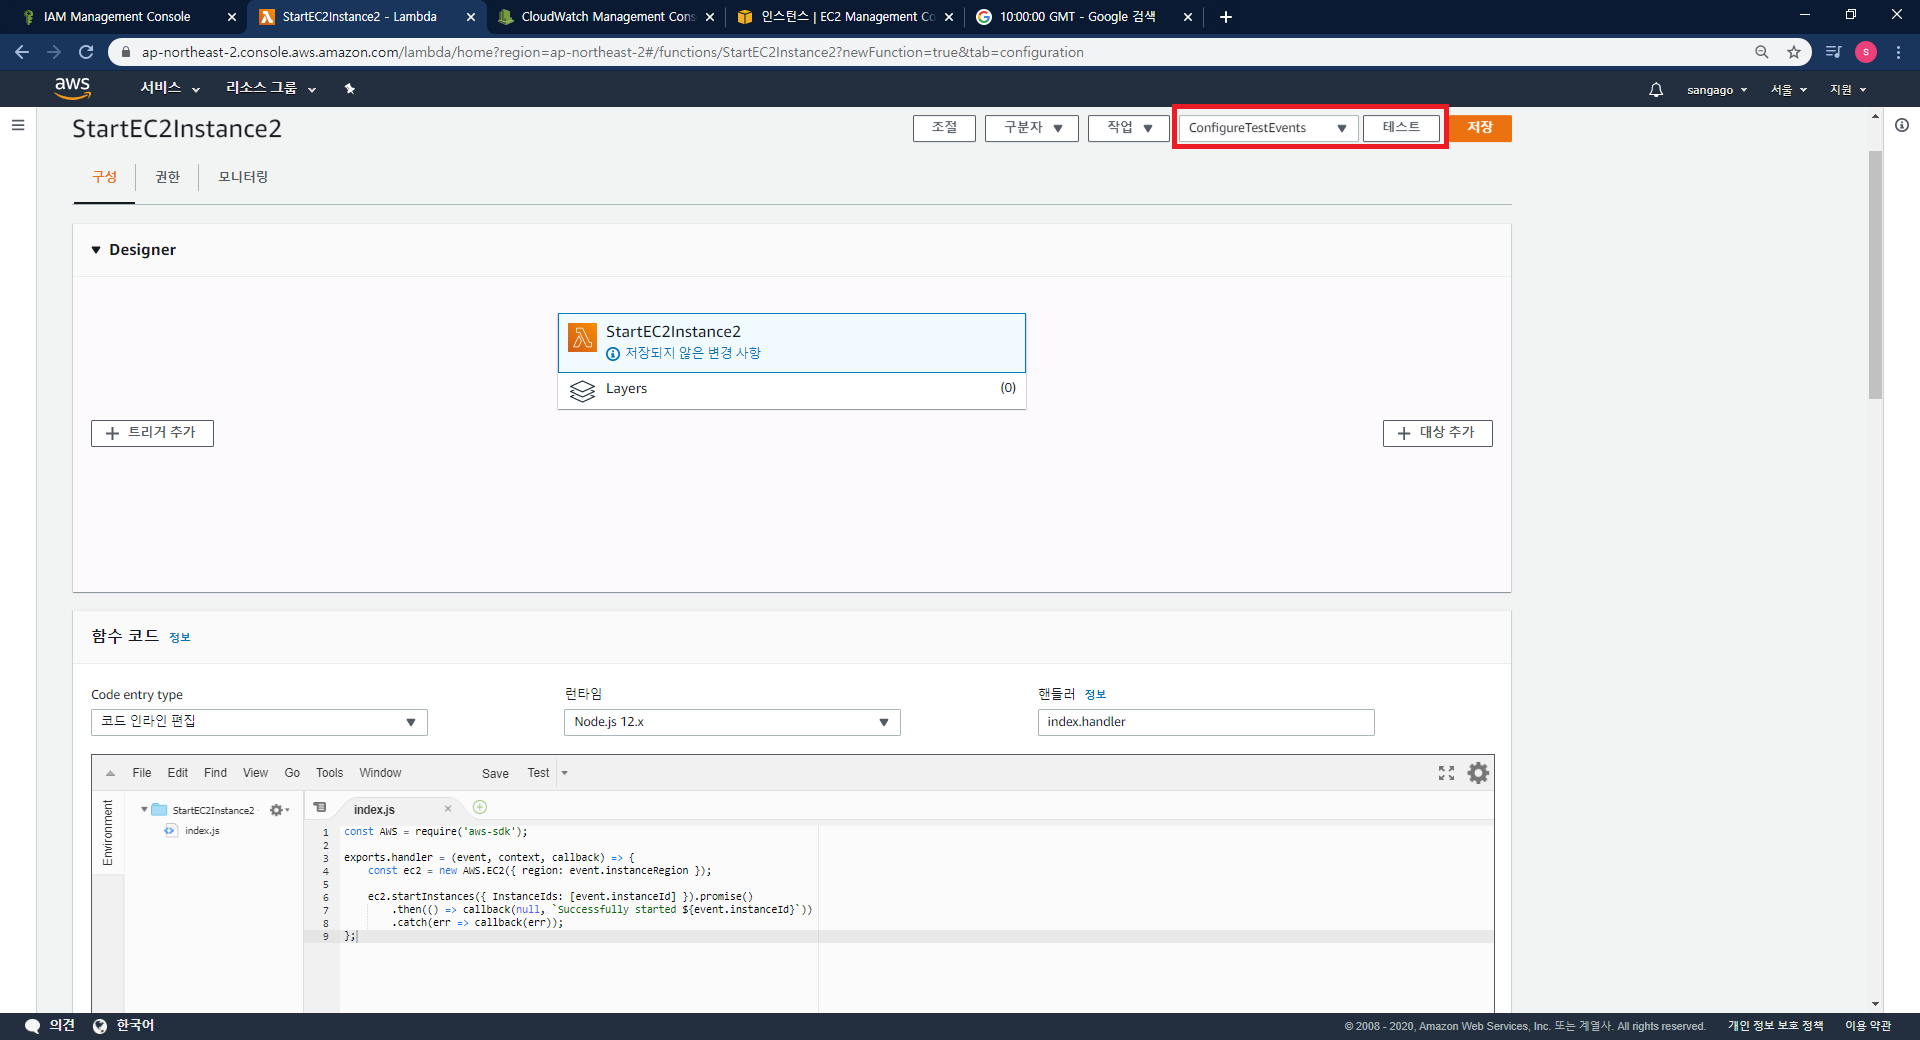 IAM Management Console
StartEC2Instance2 - Lambda
CloudWatch Management Cons
인스턴스 | EC2 Management Co
10:00:00 GMT - Google 검색
ap-northeast-2.console.aws.amazon.com/lambda/home?region=ap-northeast-2#/functions/StartEC2Instance2?newFunction=true&tab=configuration
s
aws
서비스
리소스 그룹
sangago
서울
지원
StartEC2Instance2
조절
구분자
작업
ConfigureTestEvents
테스트
저장
구성
권한
모니터링
Designer
StartEC2Instance2
저장되지 않은 변경 사항
Layers
(0)
트리거 추가
대상 추가
함수 코드 정보
Code entry type
런타임
핸들러 정보
코드 인라인 편집
Node.js 12.x
index.handler
File Edit Find View Go Tools Window Save Test
Environment
StartEC2Instance2
index.js
index.js
1 const AWS = require('aws-sdk');
2
3 exports.handler = (event, context, callback) => {
4 const ec2 = new AWS.EC2({ region: event.instanceRegion });
5
6 ec2.startInstances({ InstanceIds: [event.instanceId] }).promise()
7 .then(() => callback(null, `Successfully started ${event.instanceId}`))
8 .catch(err => callback(err));
9 };
의견
한국어
© 2008 - 2020, Amazon Web Services, Inc. 또는 계열사. All rights reserved.
개인 정보 보호 정책
이용 약관